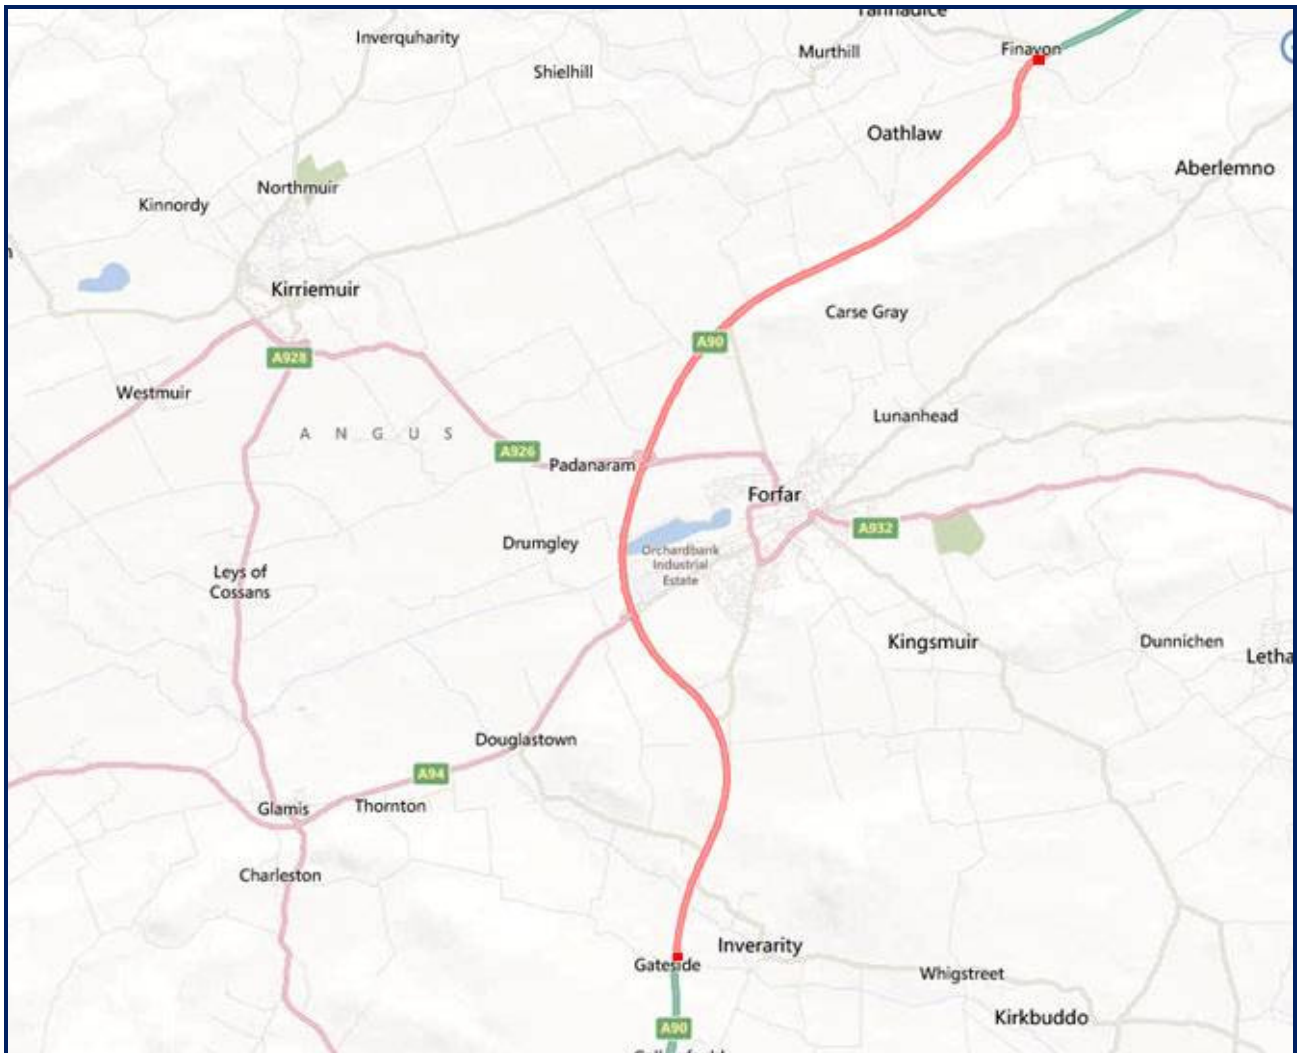 Tannadice
Inverquharity
Finavon
Murthill
Shielhill
Oathlaw
Aberlemno
Northmuir
Kinnordy
Kirriemuir
Carse Gray
A90
A928
Westmuir
Lunanhead
A N G U S
A926
Padanaram
Forfar
A932
Drumgley
Orchardbank
Industrial
Estate
Leys of
Cossans
Kingsmuir
Dunnichen
Letha
Douglastown
A94
Glamis
Thornton
Charleston
Inverarity
Gateside
Whigstreet
Kirkbuddo
A90